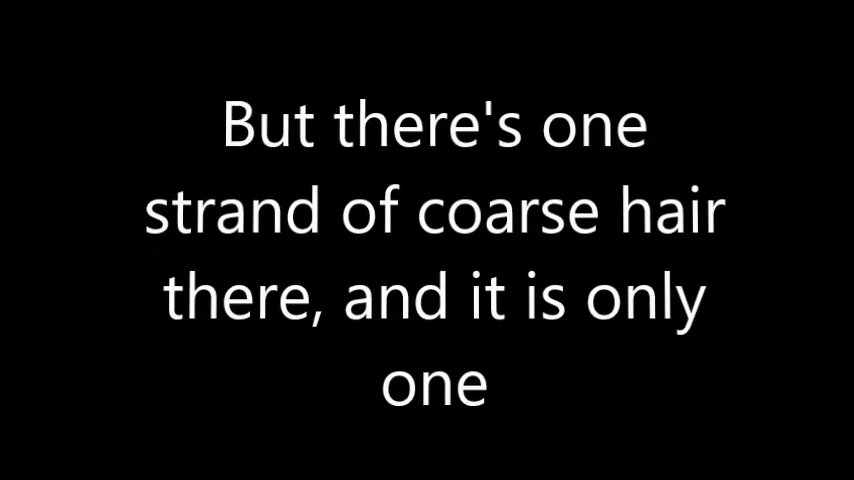 But there's one
strand of coarse hair
there, and it is only
one